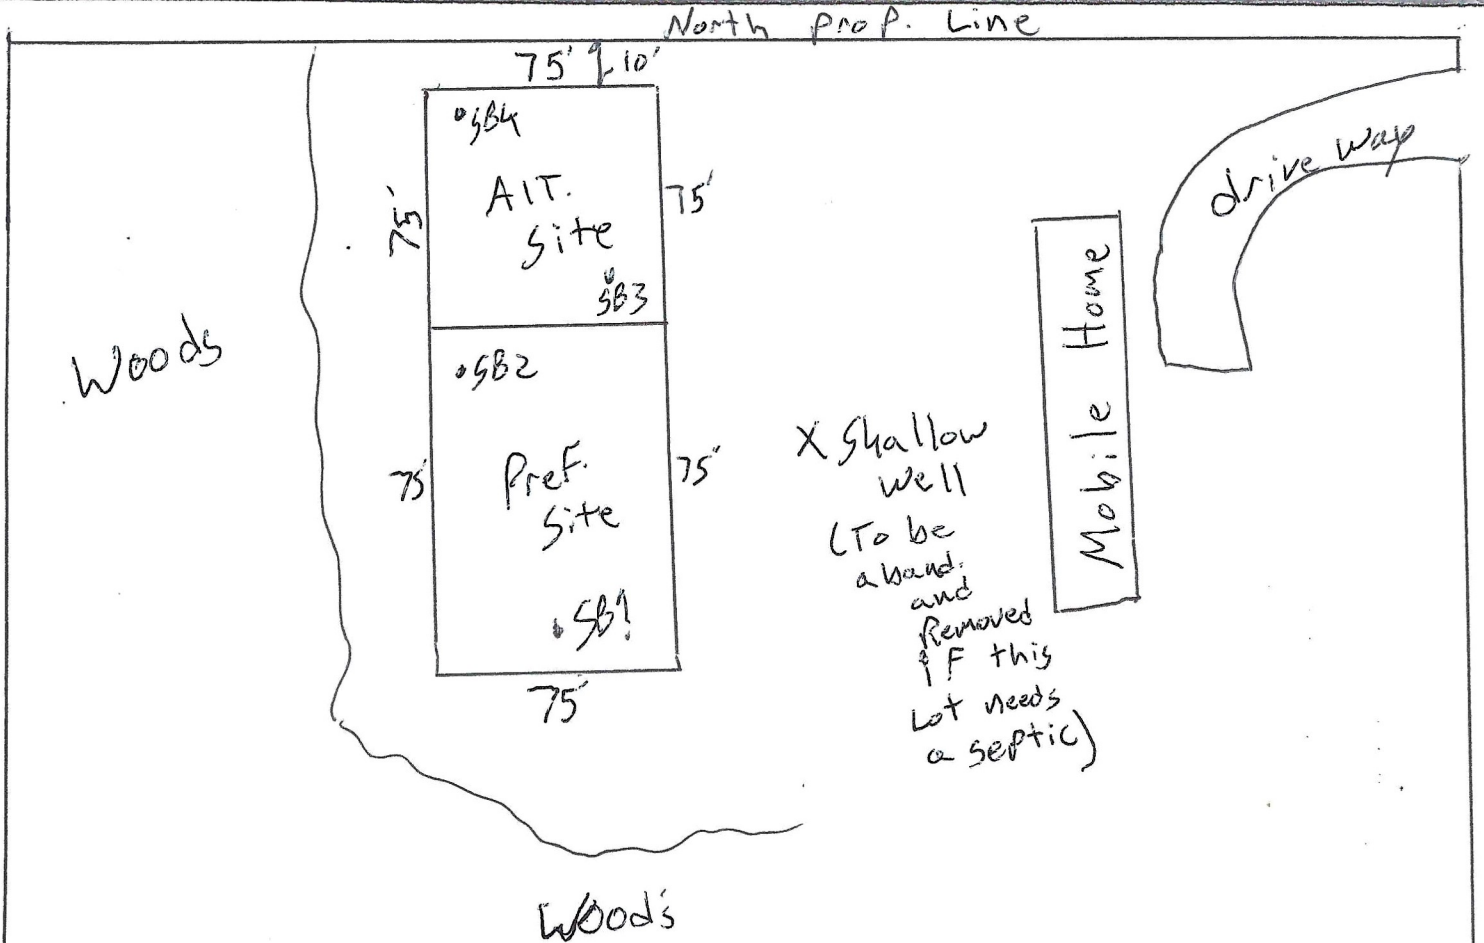 North Prop. Line
75' 10'
SB4
Alt.
Site
75'
75'
SB3
drive way
Woods
SB2
Pref.
Site
75'
75'
SB1
75'
X Shallow
Well
(To be
aband.
and
Removed
if this
Lot needs
a septic)
Mobile Home
Woods